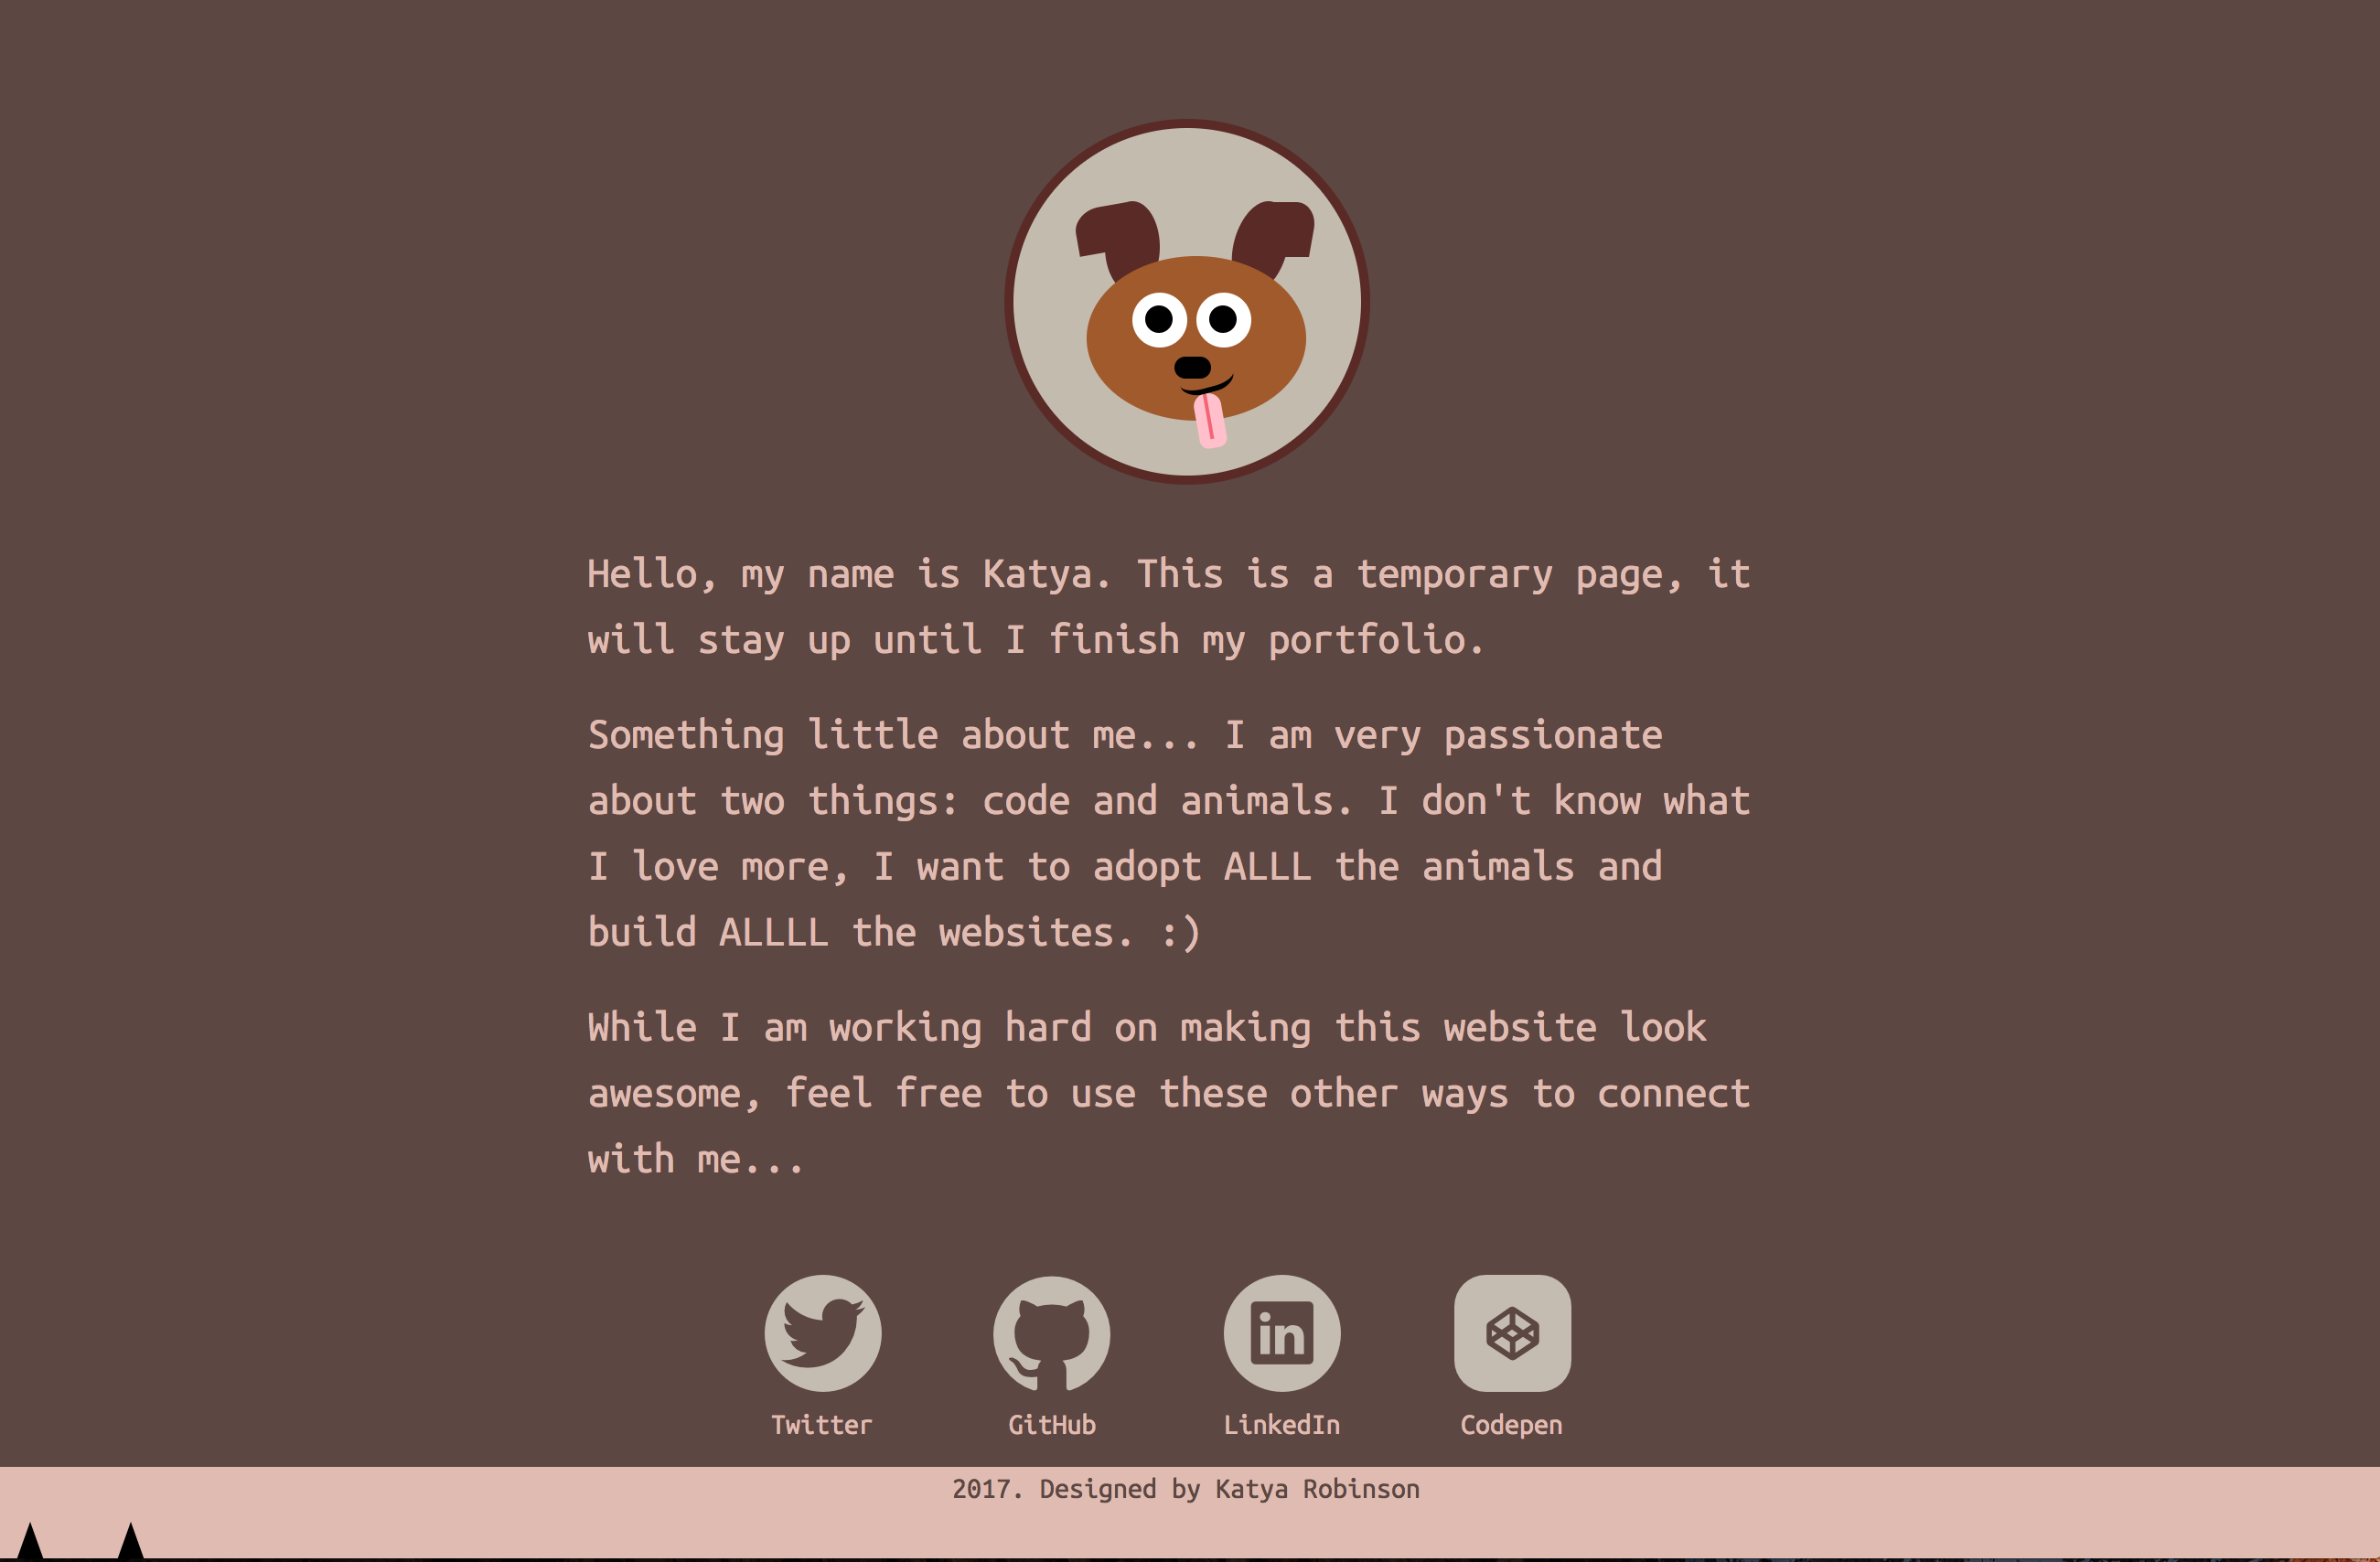 Hello, my name is Katya. This is a temporary page, it
will stay up until I finish my portfolio.
Something little about me... I am very passionate
about two things: code and animals. I don't know what
I love more, I want to adopt ALLL the animals and
build ALLLL the websites. :)
While I am working hard on making this website look
awesome, feel free to use these other ways to connect
with me...
in
Twitter GitHub LinkedIn Codepen
2017. Designed by Katya Robinson